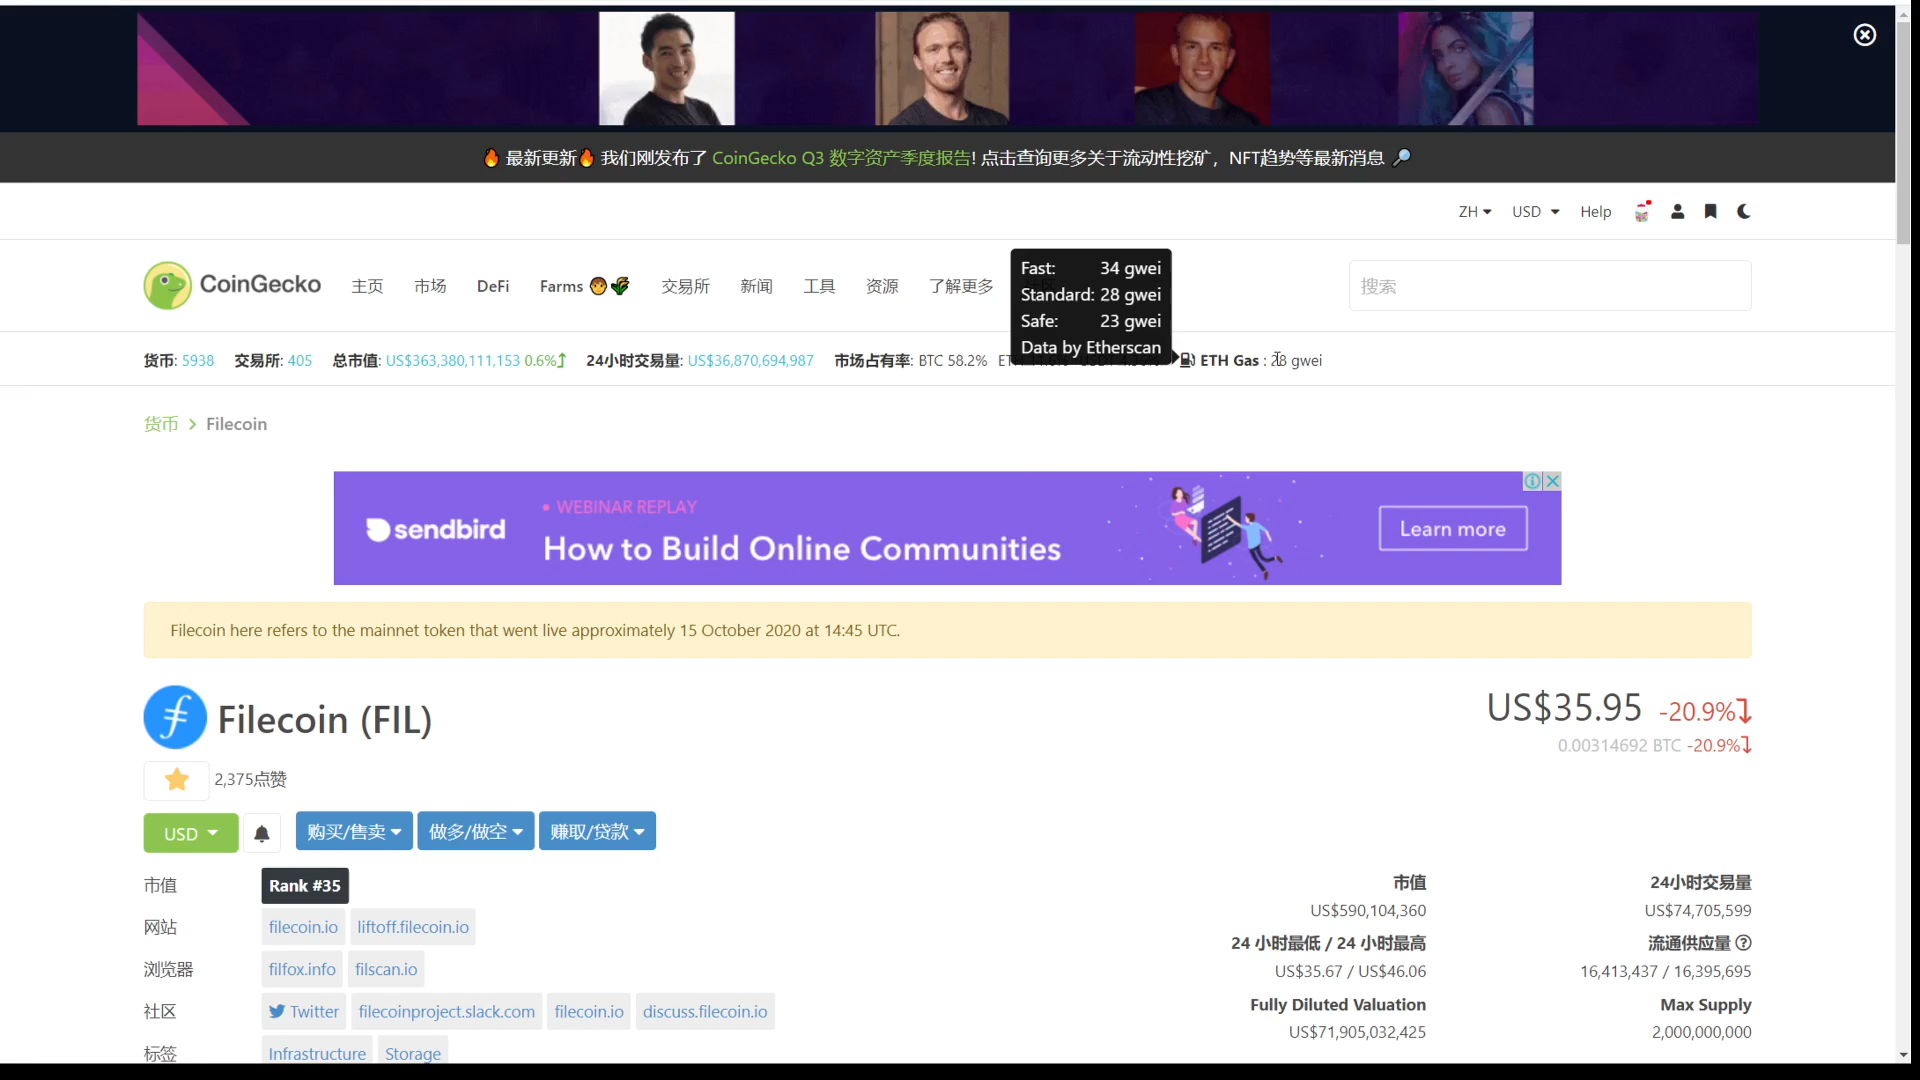 🔥 最新更新🔥 我们刚发布了 CoinGecko Q3 数字资产季度报告! 点击查询更多关于流动性挖矿，NFT趋势等最新消息 🔎
ZH USD Help
CoinGecko 主页 市场 DeFi Farms 交易所 新闻 工具 资源 了解更多
搜索
Fast: 34 gwei
Standard: 28 gwei
Safe: 23 gwei
Data by Etherscan
货币: 5938 交易所: 405 总市值: US$363,380,111,153 0.6% 24小时交易量: US$36,870,694,987 市场占有率: BTC 58.2% ETH Gas : 28 gwei
货币 > Filecoin
sendbird
• WEBINAR REPLAY
How to Build Online Communities
Learn more
Filecoin here refers to the mainnet token that went live approximately 15 October 2020 at 14:45 UTC.
Filecoin (FIL)
US$35.95 -20.9%
0.00314692 BTC -20.9%
2,375点赞
USD 购买/售卖 做多/做空 赚取/贷款
市值 Rank #35
网站 filecoin.io liftoff.filecoin.io
浏览器 filfox.info filscan.io
社区 Twitter filecoinproject.slack.com filecoin.io discuss.filecoin.io
标签 Infrastructure Storage
市值
US$590,104,360
24 小时最低 / 24 小时最高
US$35.67 / US$46.06
Fully Diluted Valuation
US$71,905,032,425
24小时交易量
US$74,705,599
流通供应量
16,413,437 / 16,395,695
Max Supply
2,000,000,000